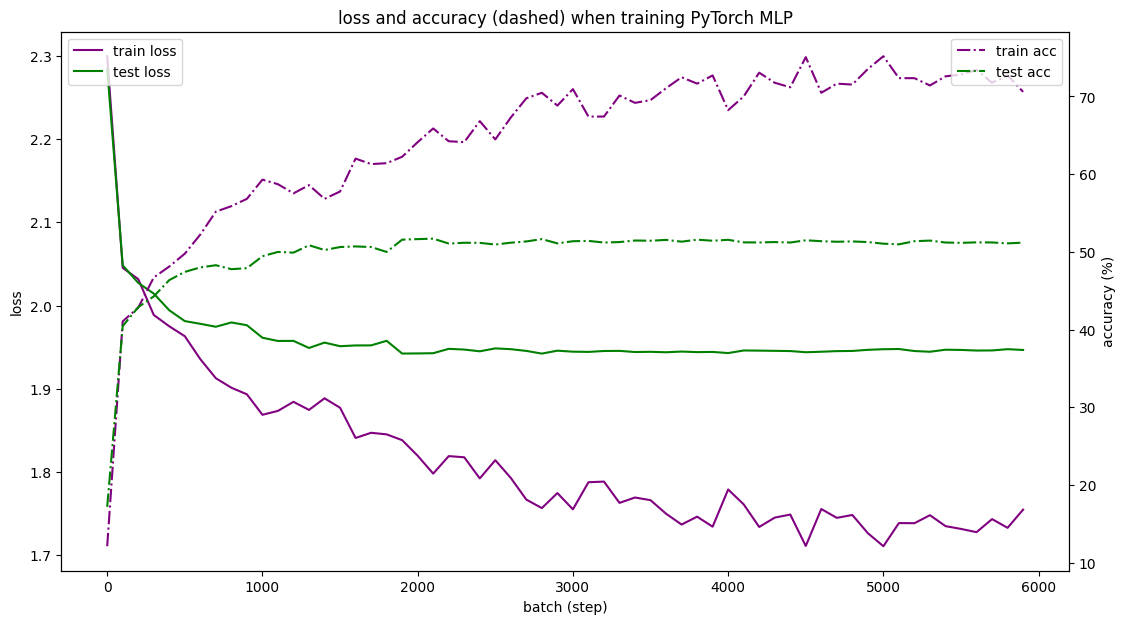 loss and accuracy (dashed) when training PyTorch MLP
train loss
test loss
train acc
test acc
2.3
2.2
2.1
2.0
1.9
1.8
1.7
loss
70
60
50
40
30
20
10
accuracy (%)
0 1000 2000 3000 4000 5000 6000
batch (step)